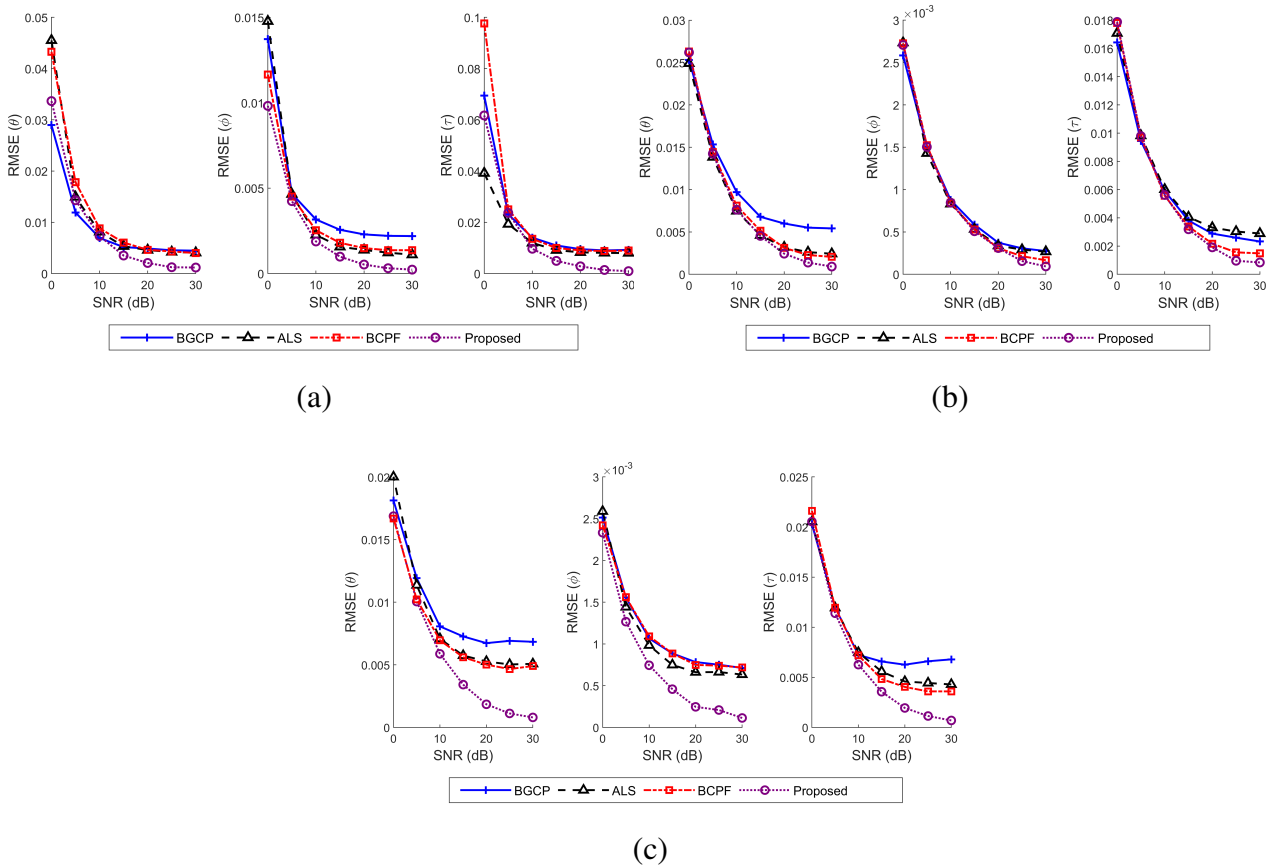 0.05
0.04
0.03
0.02
0.01
0
RMSE (θ)
0 10 20 30
SNR (dB)
0.015
0.010
0.005
0
RMSE (ϕ)
0 10 20 30
SNR (dB)
0.1
0.08
0.06
0.04
0.02
0
RMSE (τ)
0 10 20 30
SNR (dB)
BGCP ALS BCPF Proposed
(a)
0.03
0.025
0.02
0.015
0.01
0.005
0
RMSE (θ)
0 10 20 30
SNR (dB)
×10⁻³
3
2.5
2
1.5
1
0.5
0
RMSE (ϕ)
0 10 20 30
SNR (dB)
0.018
0.016
0.014
0.012
0.01
0.008
0.006
0.004
0.002
0
RMSE (τ)
0 10 20 30
SNR (dB)
BGCP ALS BCPF Proposed
(b)
0.02
0.015
0.01
0.005
0
RMSE (θ)
0 10 20 30
SNR (dB)
×10⁻³
3
2.5
2
1.5
1
0.5
0
RMSE (ϕ)
0 10 20 30
SNR (dB)
0.025
0.02
0.015
0.01
0.005
0
RMSE (τ)
0 10 20 30
SNR (dB)
BGCP ALS BCPF Proposed
(c)